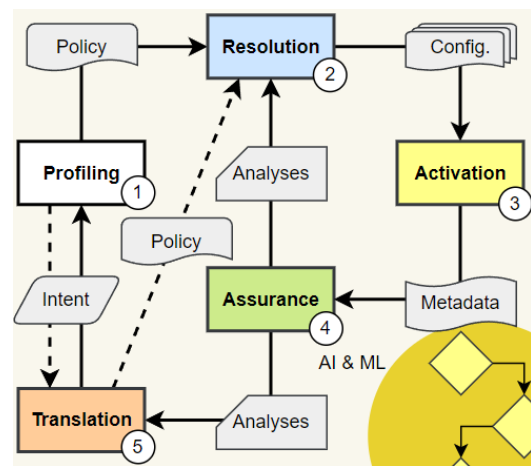 Policy
Resolution
2
Config.
Profiling
1
Analyses
Activation
3
Policy
Intent
Assurance
4
Metadata
AI & ML
Translation
5
Analyses